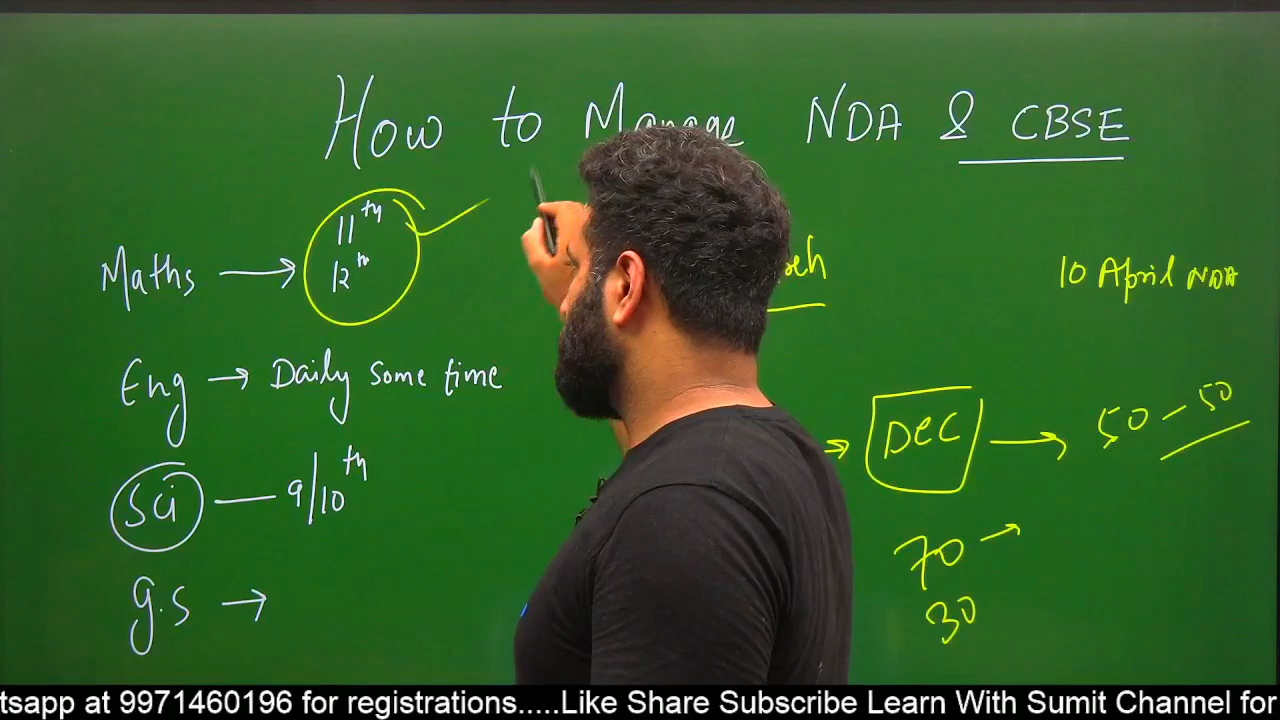 How to Manage NDA & CBSE
11th
12th
Maths →
10 April NDA
Eng → Daily some time
→ DEC → 50 - 50
Sci — 9/10th
70 →
30
g.s →
tsapp at 9971460196 for registrations.....Like Share Subscribe Learn With Sumit Channel for